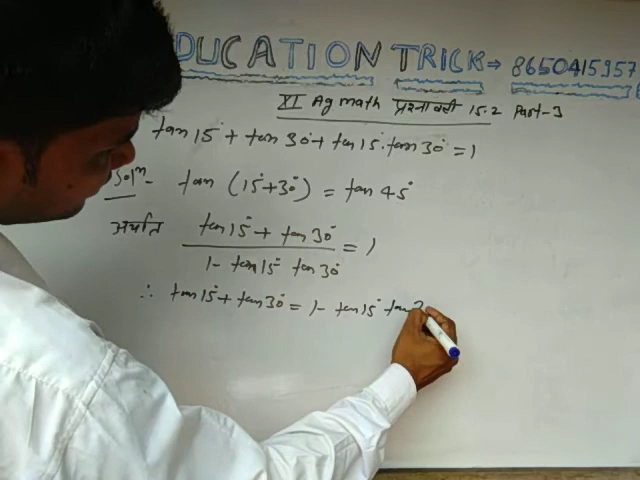 EDUCATION TRICK→ 8650415957
XI Ag math प्रश्नावली 15.2 Part-3
tan 15° + tan 30° + tan 15°. tan 30° = 1
Solⁿ- tan (15°+30°) = tan 45°
अर्थात tan 15° + tan 30° / 1 - tan 15° tan 30° = 1
∴ tan 15° + tan 30° = 1 - tan 15° tan 3